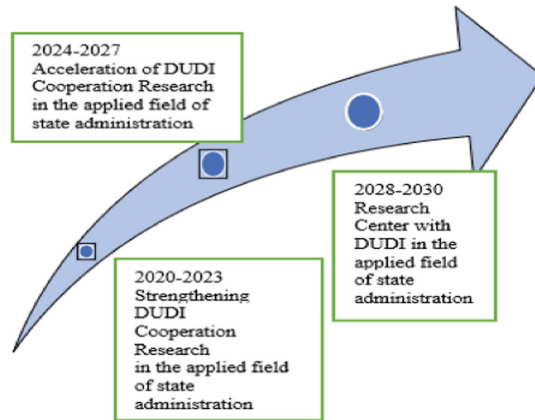 2024-2027
Acceleration of DUDI
Cooperation Research
in the applied field of
state administration
2028-2030
Research
Center with
DUDI in the
applied field
of state
administration
2020-2023
Strengthening
DUDI
Cooperation
Research
in the applied field
of state
administration